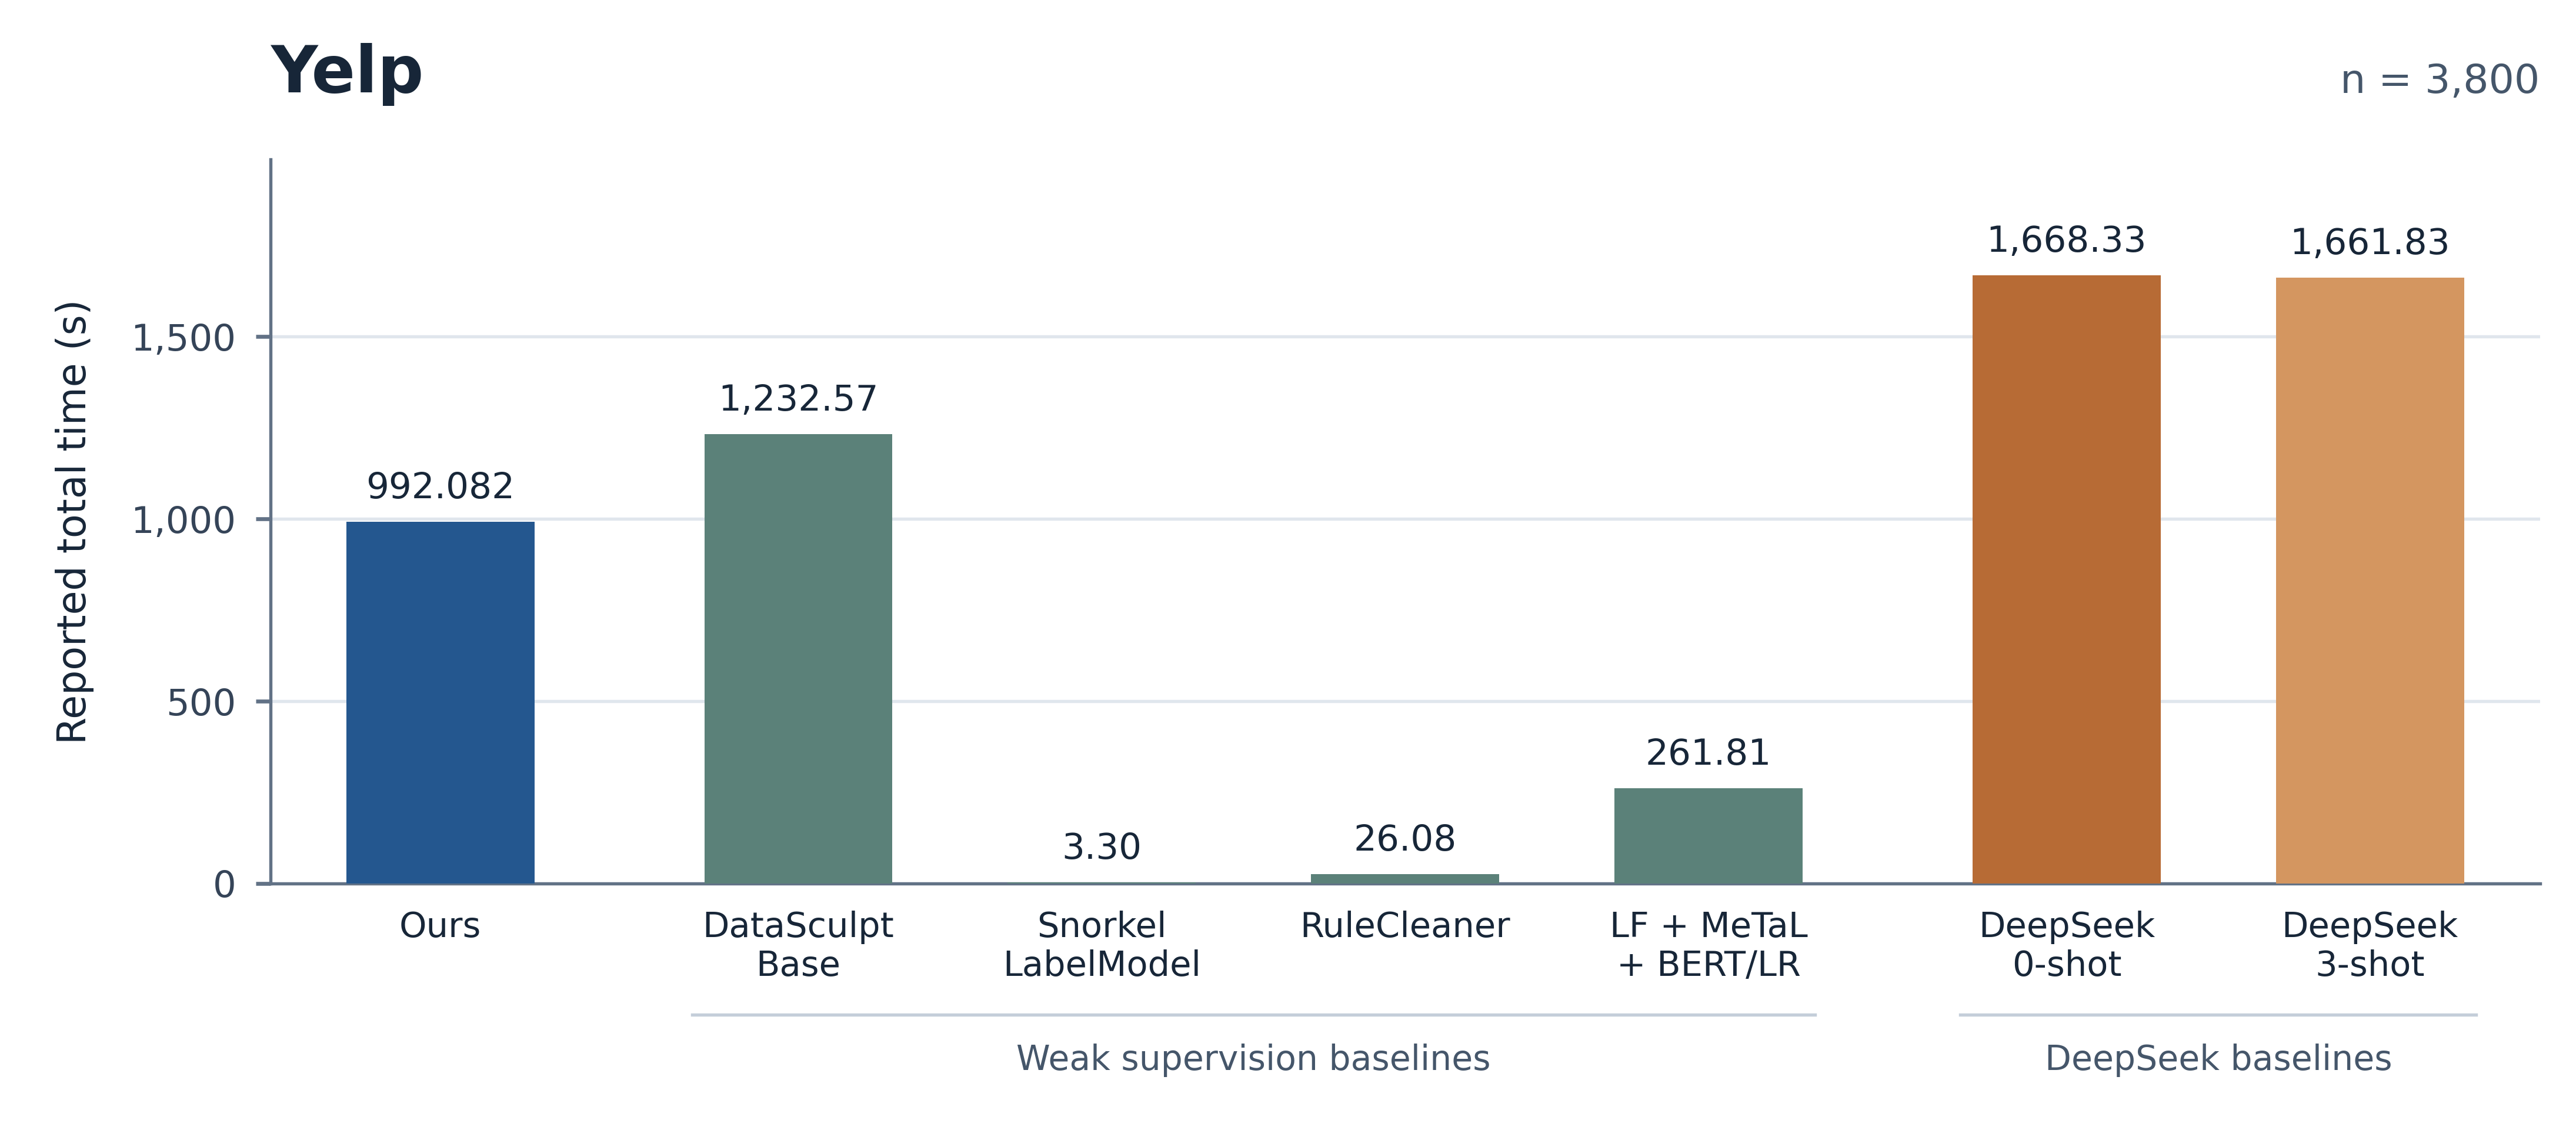 Yelp
n = 3,800
Reported total time (s)
1,500
1,000
500
0
992.082
1,232.57
3.30
26.08
261.81
1,668.33
1,661.83
Ours
DataSculpt
Base
Snorkel
LabelModel
RuleCleaner
LF + MeTaL
+ BERT/LR
DeepSeek
0-shot
DeepSeek
3-shot
Weak supervision baselines
DeepSeek baselines